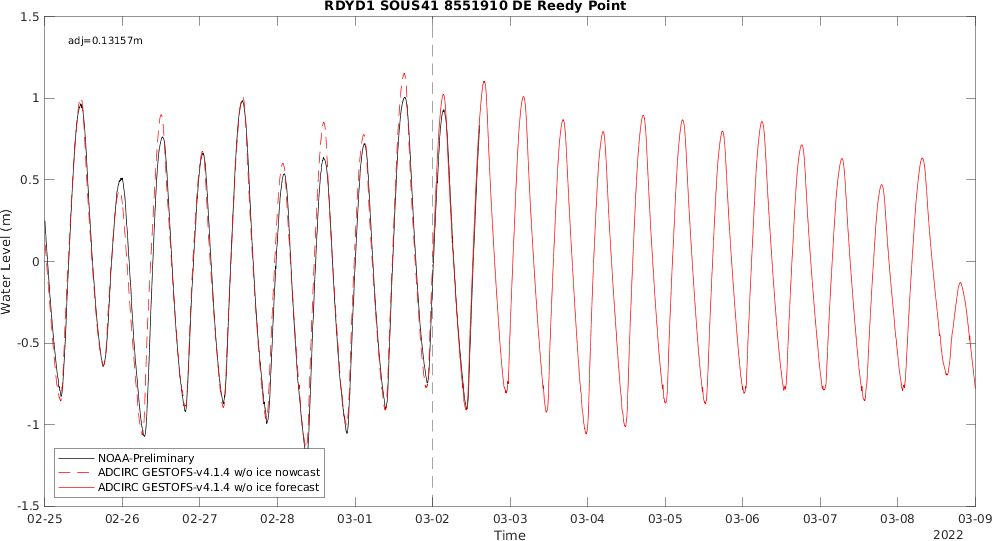 RDYD1 SOUS41 8551910 DE Reedy Point
adj=0.13157m
1.5
1
0.5
0
-0.5
-1
-1.5
Water Level (m)
NOAA-Preliminary
ADCIRC GESTOFS-v4.1.4 w/o ice nowcast
ADCIRC GESTOFS-v4.1.4 w/o ice forecast
02-25 02-26 02-27 02-28 03-01 03-02 03-03 03-04 03-05 03-06 03-07 03-08 03-09
Time
2022